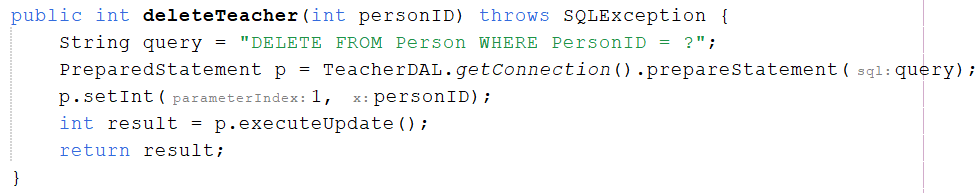 public int deleteTeacher(int personID) throws SQLException {
    String query = "DELETE FROM Person WHERE PersonID = ?";
    PreparedStatement p = TeacherDAL.getConnection().prepareStatement( sql: query);
    p.setInt( parameterIndex: 1,  x: personID);
    int result = p.executeUpdate();
    return result;
}